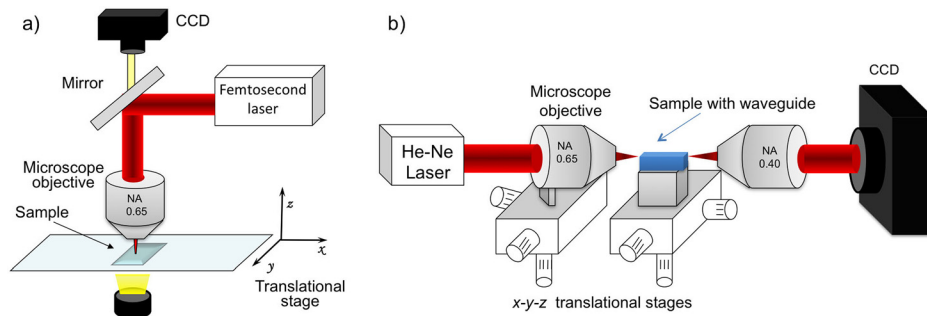 a)
CCD
Mirror
Femtosecond
laser
Microscope
objective
NA
0.65
Sample
z
x
y
Translational
stage
b)
Microscope
objective
Sample with waveguide
CCD
He-Ne
Laser
NA
0.65
NA
0.40
x-y-z translational stages